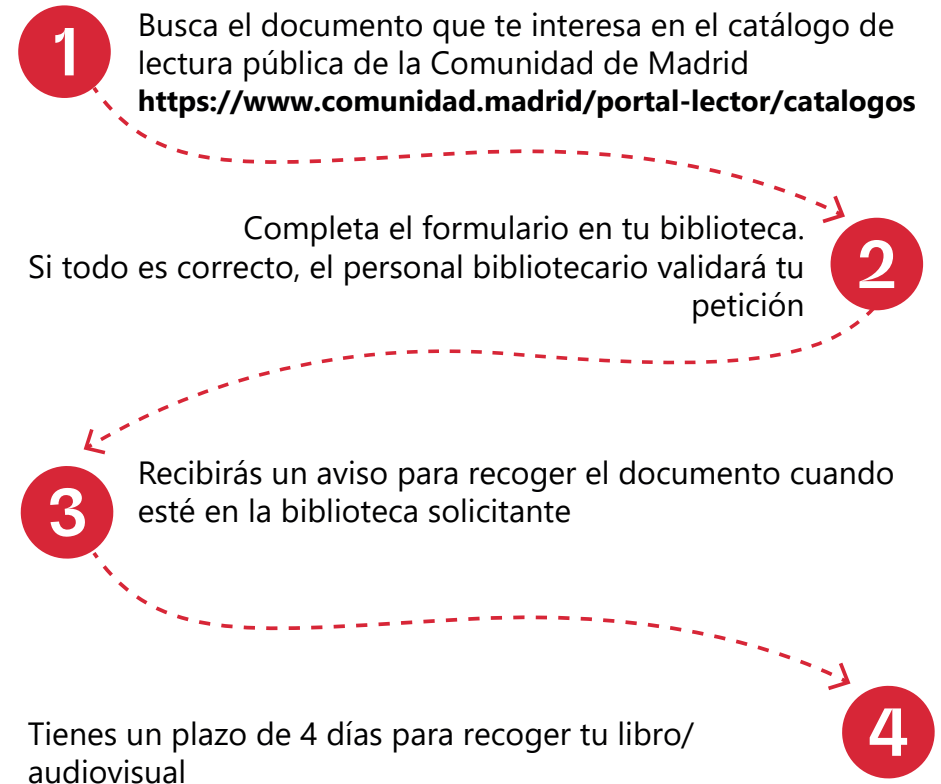 1
Busca el documento que te interesa en el catálogo de
lectura pública de la Comunidad de Madrid
https://www.comunidad.madrid/portal-lector/catalogos
Completa el formulario en tu biblioteca.
2
Si todo es correcto, el personal bibliotecario validará tu
petición
3
Recibirás un aviso para recoger el documento cuando
esté en la biblioteca solicitante
4
Tienes un plazo de 4 días para recoger tu libro/
audiovisual